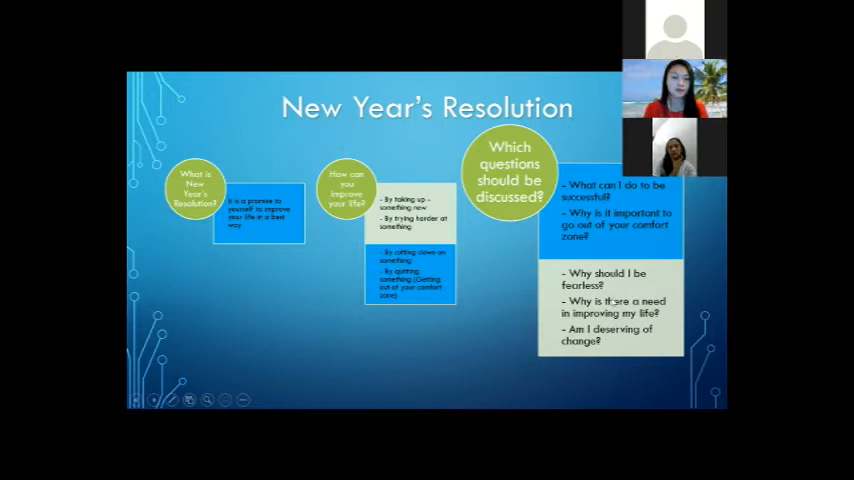 New Year's Resolution
What is
New
Year's
Resolution?
It is a promise to
yourself to improve
your life in a best
way
How can
you
improve
your life?
- By taking up -
something new
- By trying harder at
something
- By cutting down on
something
- By quitting
something (Getting
out of your comfort
zone)
Which
questions
should be
discussed?
- What can I do to be
successful?
- Why is it important to
go out of your comfort
zone?
- Why should I be
fearless?
- Why is there a need
in improving my life?
- Am I deserving of
change?